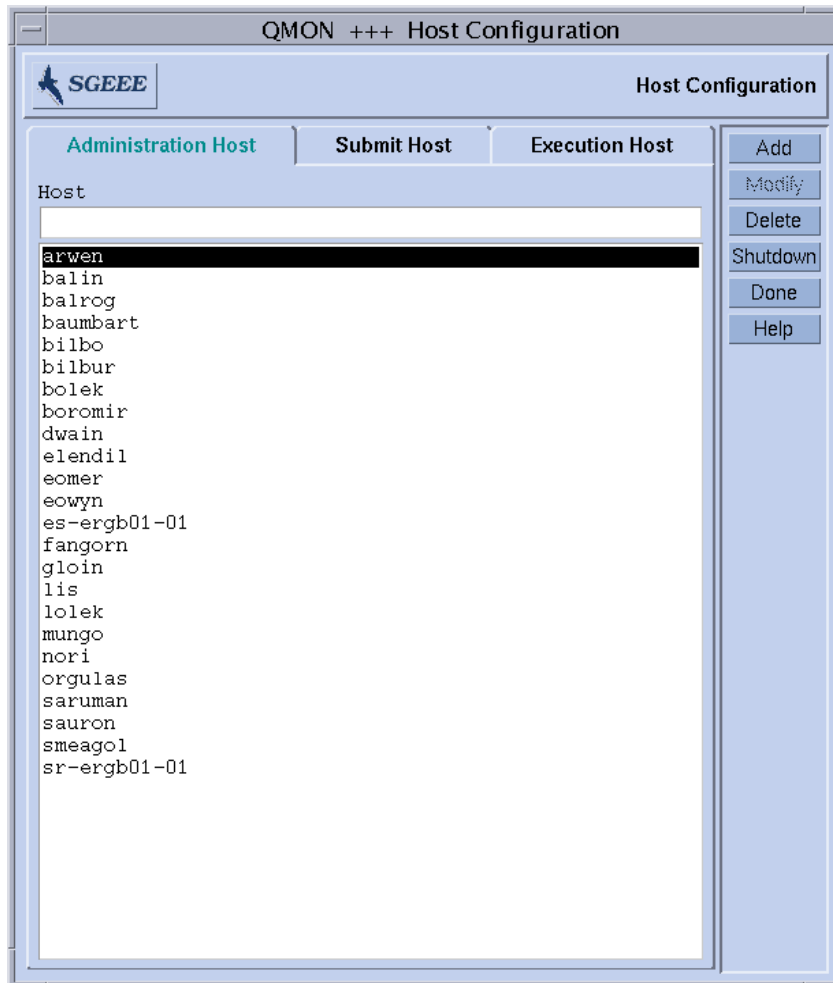 QMON +++ Host Configuration
SGEEE
Host Configuration
Administration Host
Submit Host
Execution Host
Host
arwen
balin
balrog
baumbart
bilbo
bilbur
bolek
boromir
dwain
elendil
eomer
eowyn
es-ergb01-01
fangorn
gloin
lis
lolek
mungo
nori
orgulas
saruman
sauron
smeagol
sr-ergb01-01
Add
Modify
Delete
Shutdown
Done
Help